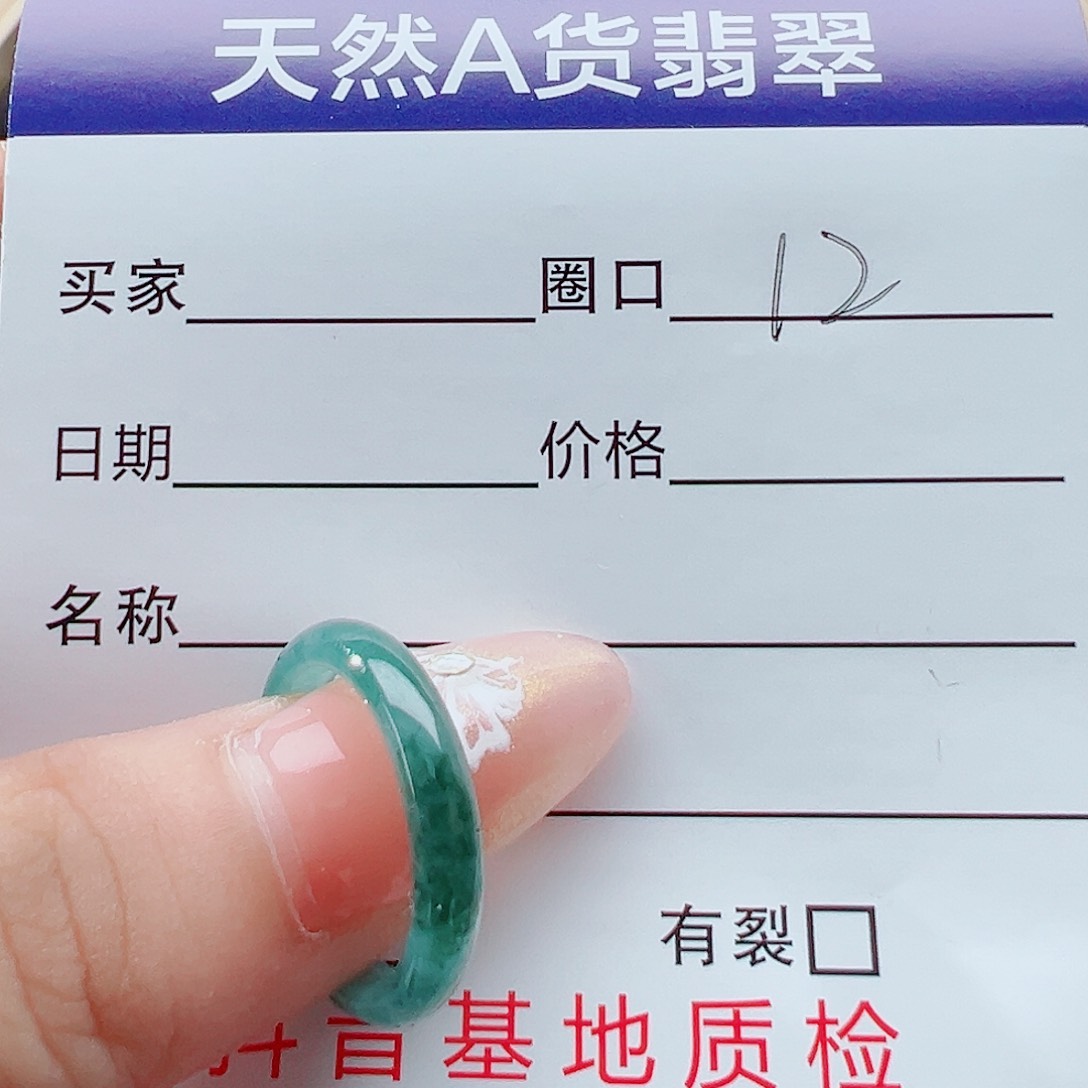 天然A货翡翠
买家 圈口 12
日期 价格
名称
有裂□
基地质检